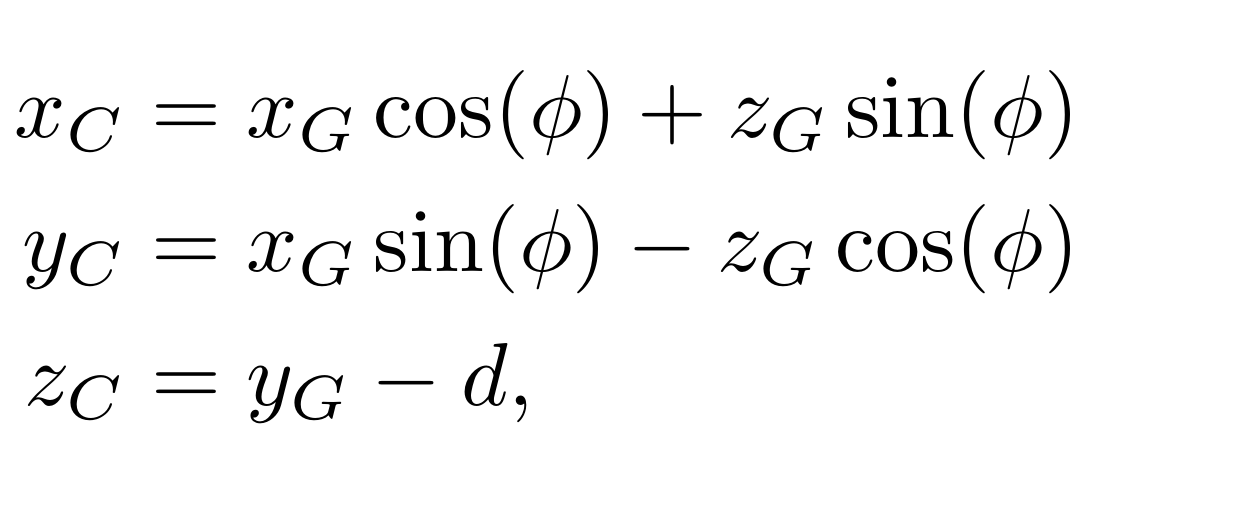 x_C = x_G cos(ϕ) + z_G sin(ϕ)
y_C = x_G sin(ϕ) − z_G cos(ϕ)
z_C = y_G − d,